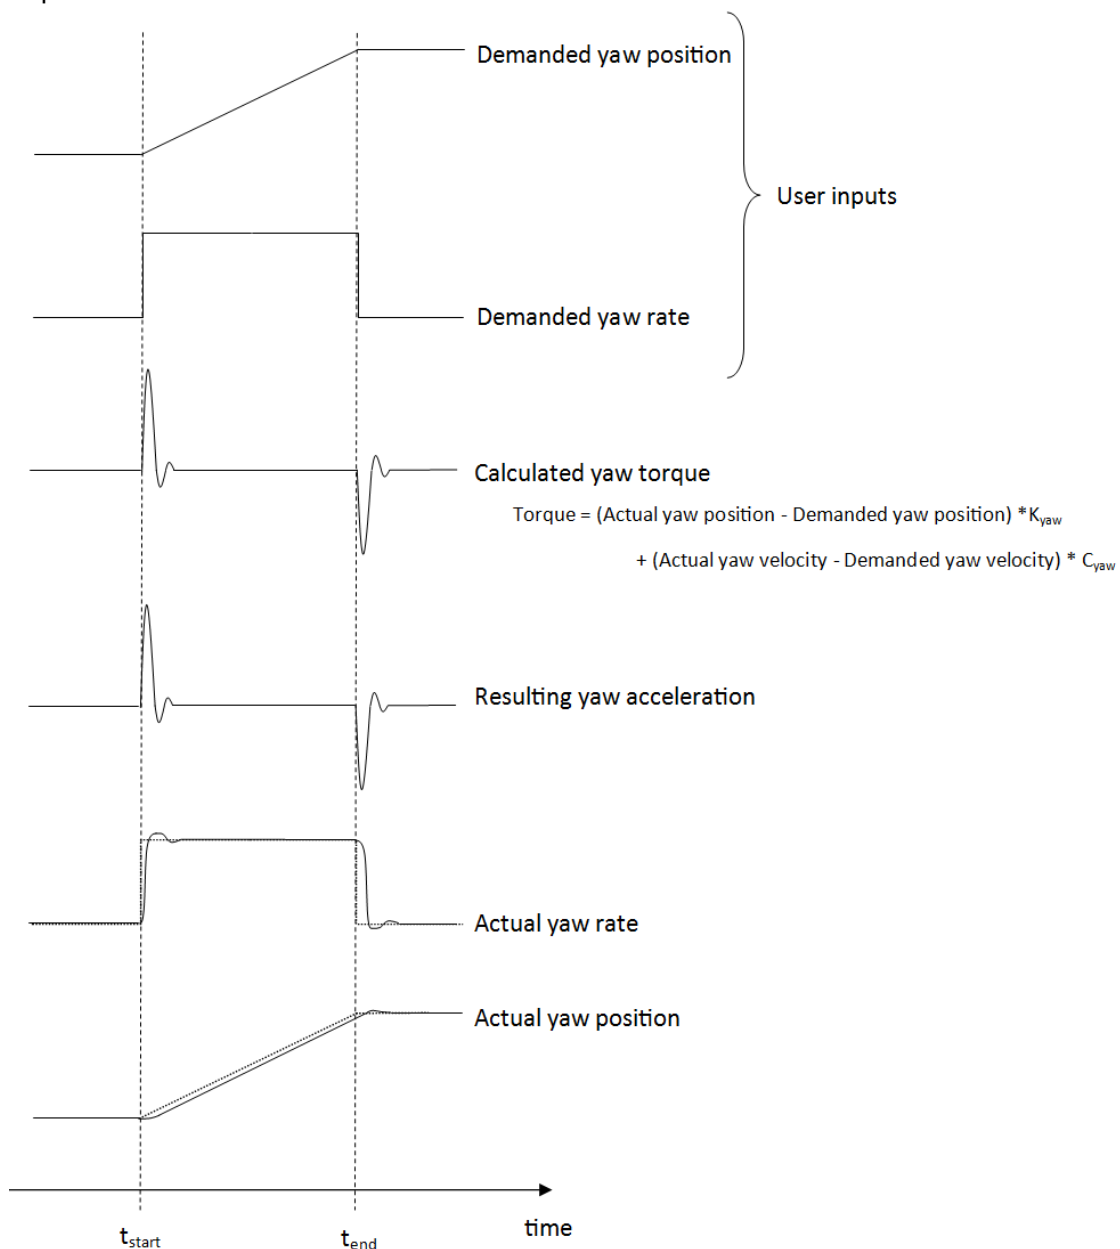 Demanded yaw position
User inputs
Demanded yaw rate
Calculated yaw torque
Torque = (Actual yaw position - Demanded yaw position) *Kyaw
+ (Actual yaw velocity - Demanded yaw velocity) * Cyaw
Resulting yaw acceleration
Actual yaw rate
Actual yaw position
tstart
tend
time